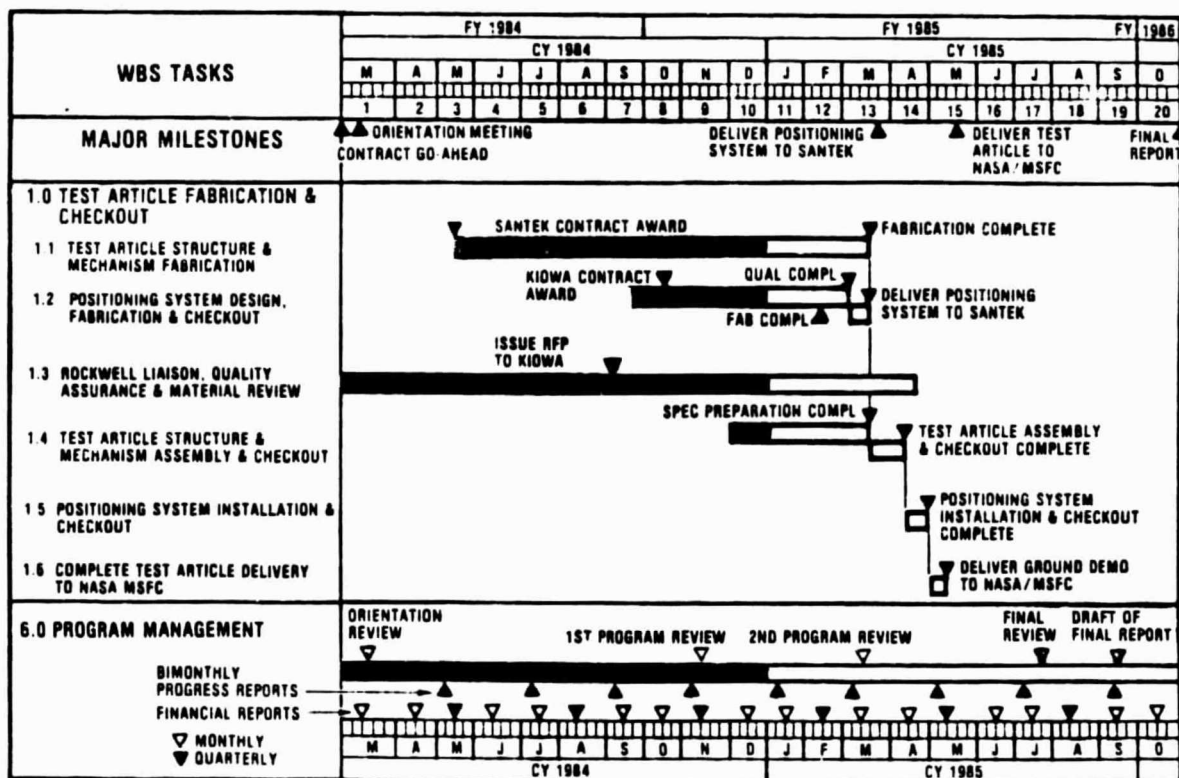 FY 1984 FY 1985 FY 1986
CY 1984 CY 1985
WBS TASKS
M A M J J A S O N D J F M A M J J A S O
1 2 3 4 5 6 7 8 9 10 11 12 13 14 15 16 17 18 19 20
MAJOR MILESTONES
ORIENTATION MEETING
CONTRACT GO-AHEAD
DELIVER POSITIONING
SYSTEM TO SANTEK
DELIVER TEST
ARTICLE TO
NASA/MSFC
FINAL
REPORT
1.0 TEST ARTICLE FABRICATION &
CHECKOUT
SANTEK CONTRACT AWARD
FABRICATION COMPLETE
1.1 TEST ARTICLE STRUCTURE &
MECHANISM FABRICATION
KIOWA CONTRACT
AWARD
QUAL COMPL
1.2 POSITIONING SYSTEM DESIGN,
FABRICATION & CHECKOUT
FAB COMPL
DELIVER POSITIONING
SYSTEM TO SANTEK
ISSUE RFP
TO KIOWA
1.3 ROCKWELL LIAISON, QUALITY
ASSURANCE & MATERIAL REVIEW
SPEC PREPARATION COMPL
1.4 TEST ARTICLE STRUCTURE &
MECHANISM ASSEMBLY & CHECKOUT
TEST ARTICLE ASSEMBLY
& CHECKOUT COMPLETE
1 5 POSITIONING SYSTEM INSTALLATION &
CHECKOUT
POSITIONING SYSTEM
INSTALLATION & CHECKOUT
COMPLETE
1.6 COMPLETE TEST ARTICLE DELIVERY
TO NASA MSFC
DELIVER GROUND DEMO
TO NASA/MSFC
6.0 PROGRAM MANAGEMENT
ORIENTATION
REVIEW
1ST PROGRAM REVIEW
2ND PROGRAM REVIEW
FINAL
REVIEW
DRAFT OF
FINAL REPORT
BIMONTHLY
PROGRESS REPORTS
FINANCIAL REPORTS
MONTHLY
QUARTERLY
M A M J J A S O N D J F M A M J J A S O
CY 1984 CY 1985